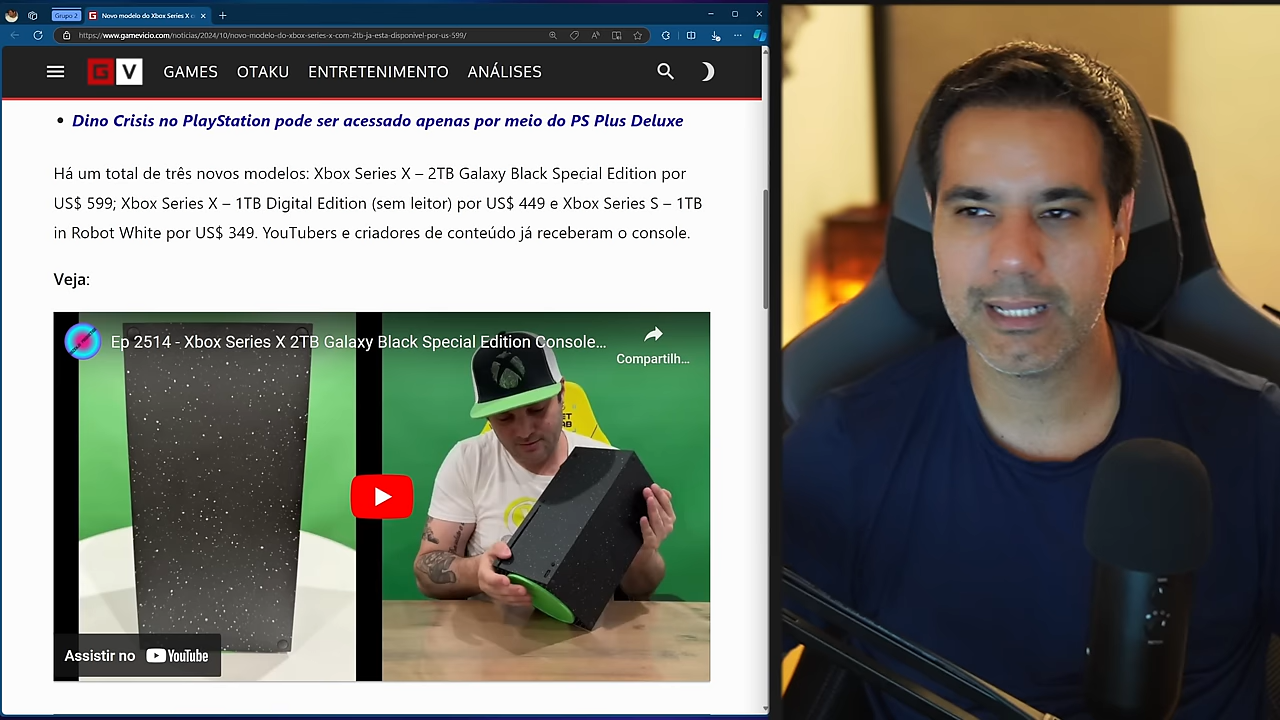 Grupo 2
Novo modelo do Xbox Series X c
https://www.gamevicio.com/noticias/2024/10/novo-modelo-do-xbox-series-x-com-2tb-ja-esta-disponivel-por-us-599/
G V GAMES OTAKU ENTRETENIMENTO ANÁLISES
• Dino Crisis no PlayStation pode ser acessado apenas por meio do PS Plus Deluxe
Há um total de três novos modelos: Xbox Series X – 2TB Galaxy Black Special Edition por
US$ 599; Xbox Series X – 1TB Digital Edition (sem leitor) por US$ 449 e Xbox Series S – 1TB
in Robot White por US$ 349. YouTubers e criadores de conteúdo já receberam o console.
Veja:
Ep 2514 - Xbox Series X 2TB Galaxy Black Special Edition Console...
Compartilh...
Assistir no YouTube